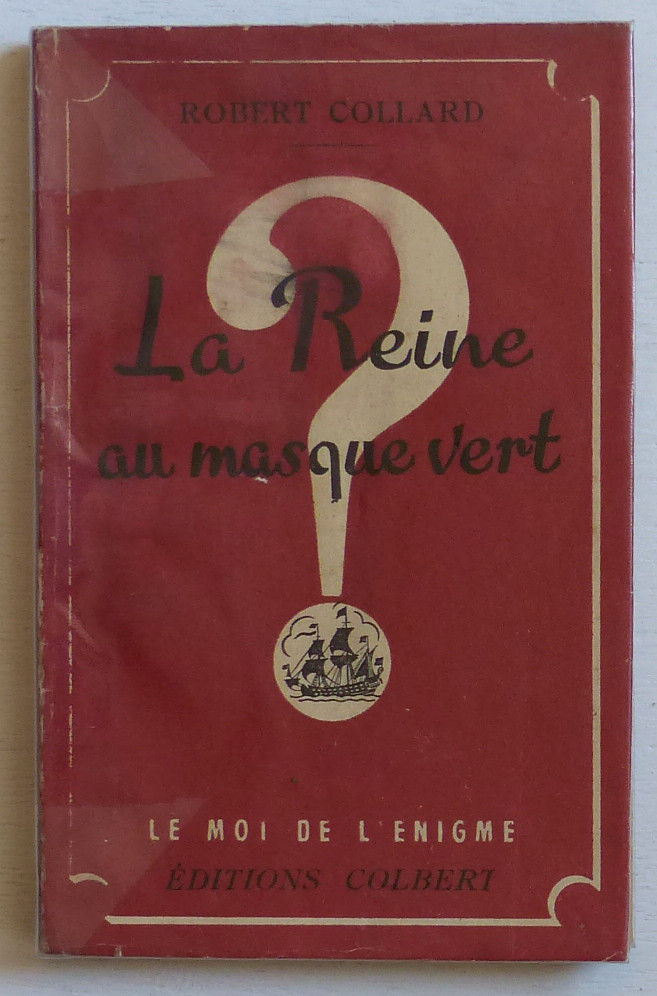 ROBERT COLLARD
?
La Reine
au masque vert
LE MOI DE L'ENIGME
ÉDITIONS COLBERT